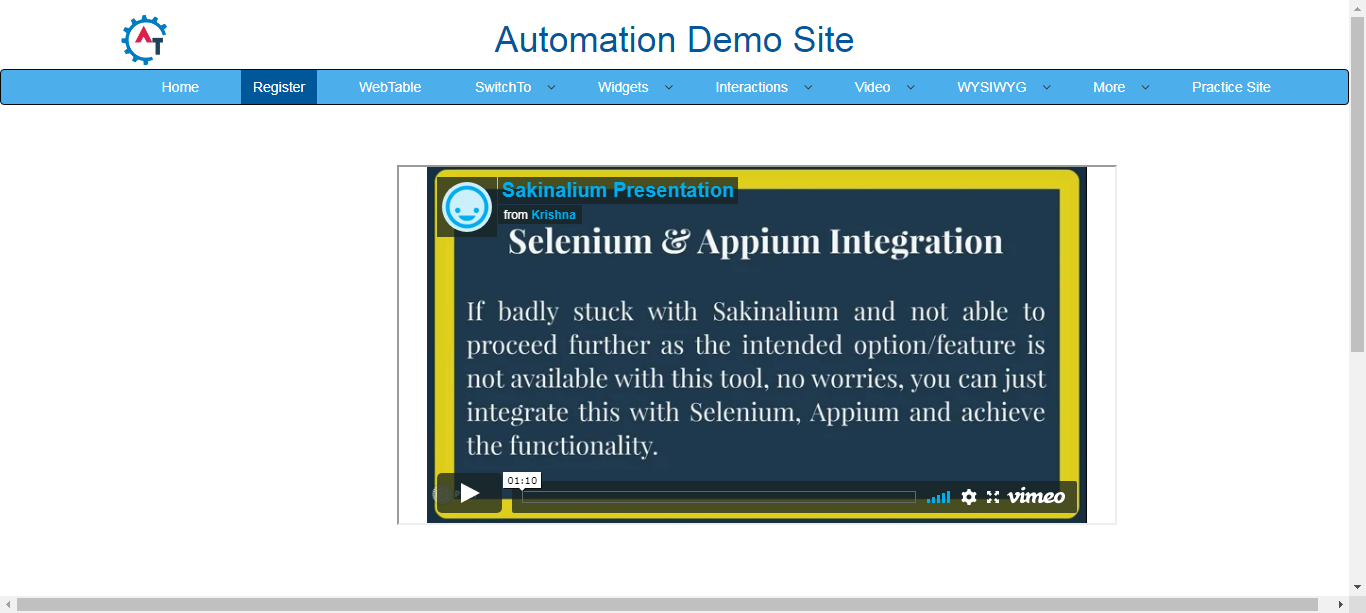 AT
Automation Demo Site
Home Register WebTable SwitchTo Widgets Interactions Video WYSIWYG More Practice Site
Sakinalium Presentation
from Krishna
Selenium & Appium Integration
If badly stuck with Sakinalium and not able to
proceed further as the intended option/feature is
not available with this tool, no worries, you can just
integrate this with Selenium, Appium and achieve
the functionality.
01:10
vimeo